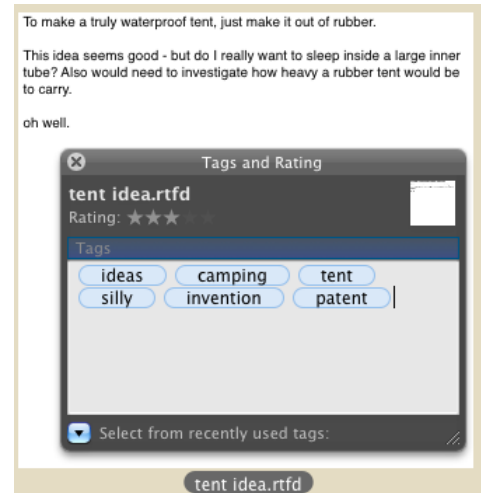 To make a truly waterproof tent, just make it out of rubber.
This idea seems good - but do I really want to sleep inside a large inner
tube? Also would need to investigate how heavy a rubber tent would be
to carry.
oh well.
Tags and Rating
tent idea.rtfd
Rating: ★★★★★
Tags
ideas camping tent
silly invention patent
Select from recently used tags:
tent idea.rtfd